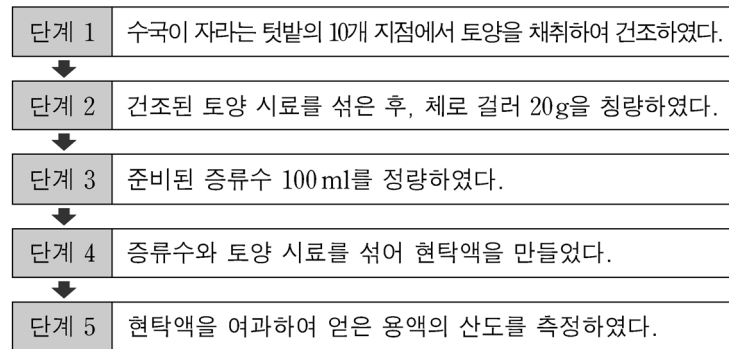 단계 1 수국이 자라는 텃밭의 10개 지점에서 토양을 채취하여 건조하였다.
단계 2 건조된 토양 시료를 섞은 후, 체로 걸러 20g을 칭량하였다.
단계 3 준비된 증류수 100ml를 정량하였다.
단계 4 증류수와 토양 시료를 섞어 현탁액을 만들었다.
단계 5 현탁액을 여과하여 얻은 용액의 산도를 측정하였다.